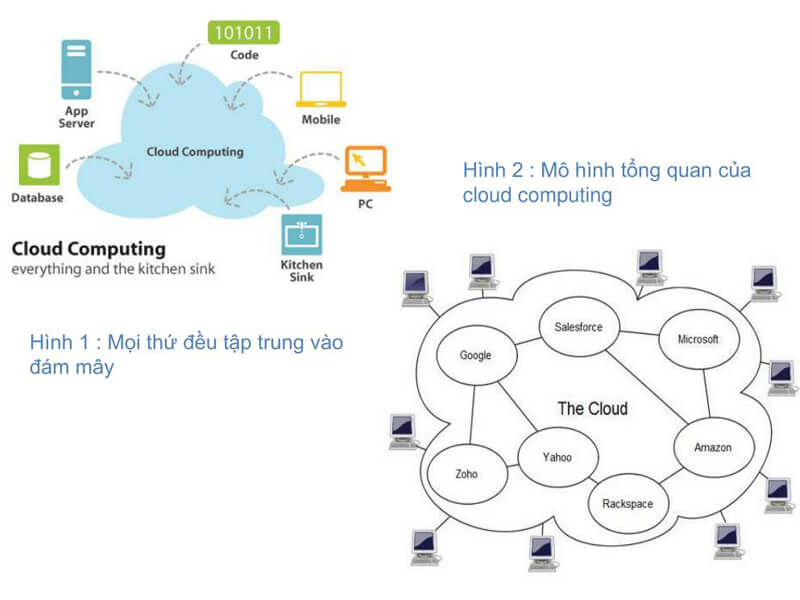 101011
Code
App
Server
Mobile
Cloud Computing
Database
PC
Kitchen
Sink
Cloud Computing
everything and the kitchen sink
Hình 1 : Mọi thứ đều tập trung vào
đám mây
Hình 2 : Mô hình tổng quan của
cloud computing
Salesforce
Microsoft
Google
The Cloud
Amazon
Yahoo
Zoho
Rackspace